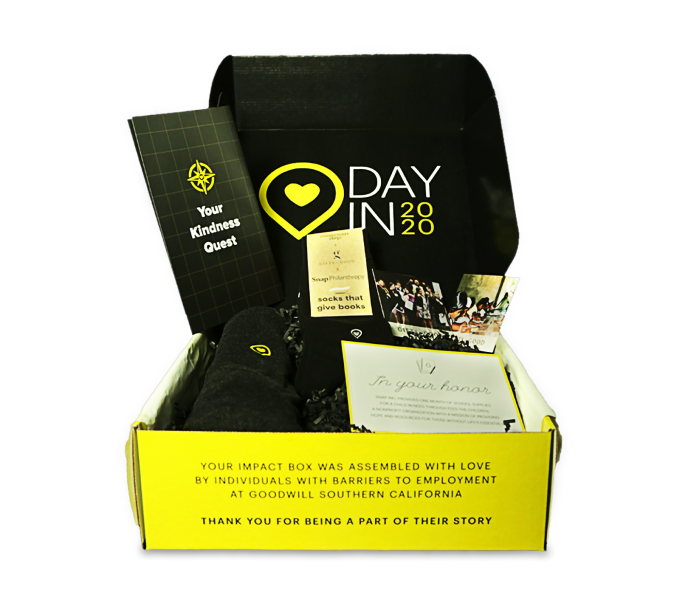 DAY
IN 20
20
Your
Kindness
Quest
g
Snap Philanthropy
socks that
give books
In your honor
YOUR IMPACT BOX WAS ASSEMBLED WITH LOVE
BY INDIVIDUALS WITH BARRIERS TO EMPLOYMENT
AT GOODWILL SOUTHERN CALIFORNIA
THANK YOU FOR BEING A PART OF THEIR STORY